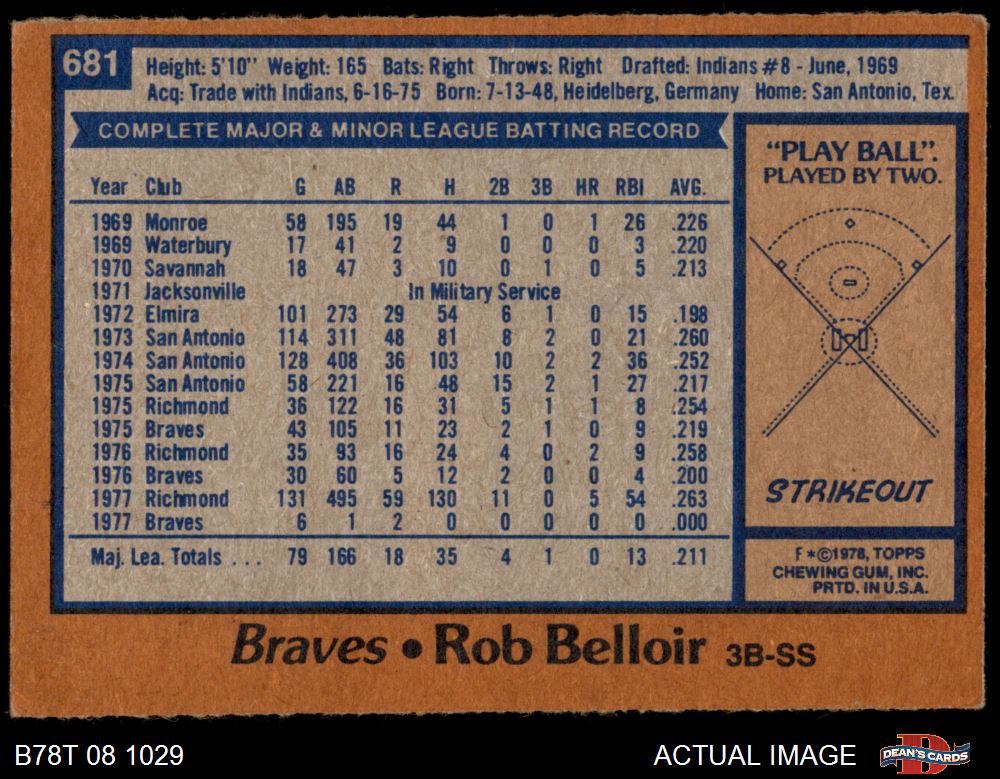 681
Height: 5'10" Weight: 165 Bats: Right Throws: Right Drafted: Indians #8 - June, 1969
Acq: Trade with Indians, 6-16-75 Born: 7-13-48, Heidelberg, Germany Home: San Antonio, Tex.
COMPLETE MAJOR & MINOR LEAGUE BATTING RECORD
Year Club G AB R H 2B 3B HR RBI AVG.
1969 Monroe 58 195 19 44 1 0 1 26 .226
1969 Waterbury 17 41 2 9 0 0 0 3 .220
1970 Savannah 18 47 3 10 0 1 0 5 .213
1971 Jacksonville In Military Service
1972 Elmira 101 273 29 54 6 1 0 15 .198
1973 San Antonio 114 311 48 81 8 2 0 21 .260
1974 San Antonio 128 408 36 103 10 2 2 36 .252
1975 San Antonio 58 221 16 48 15 2 1 27 .217
1975 Richmond 36 122 16 31 5 1 1 8 .254
1975 Braves 43 105 11 23 2 1 0 9 .219
1976 Richmond 35 93 16 24 4 0 2 9 .258
1976 Braves 30 60 5 12 2 0 0 4 .200
1977 Richmond 131 495 59 130 11 0 5 54 .263
1977 Braves 6 1 2 0 0 0 0 0 .000
Maj. Lea. Totals ... 79 166 18 35 4 1 0 13 .211
"PLAY BALL".
PLAYED BY TWO.
STRIKEOUT
F*©1978, TOPPS
CHEWING GUM, INC.
PRTD. IN U.S.A.
Braves • Rob Belloir 3B-SS
B78T 08 1029
ACTUAL IMAGE
DEAN'S CARDS